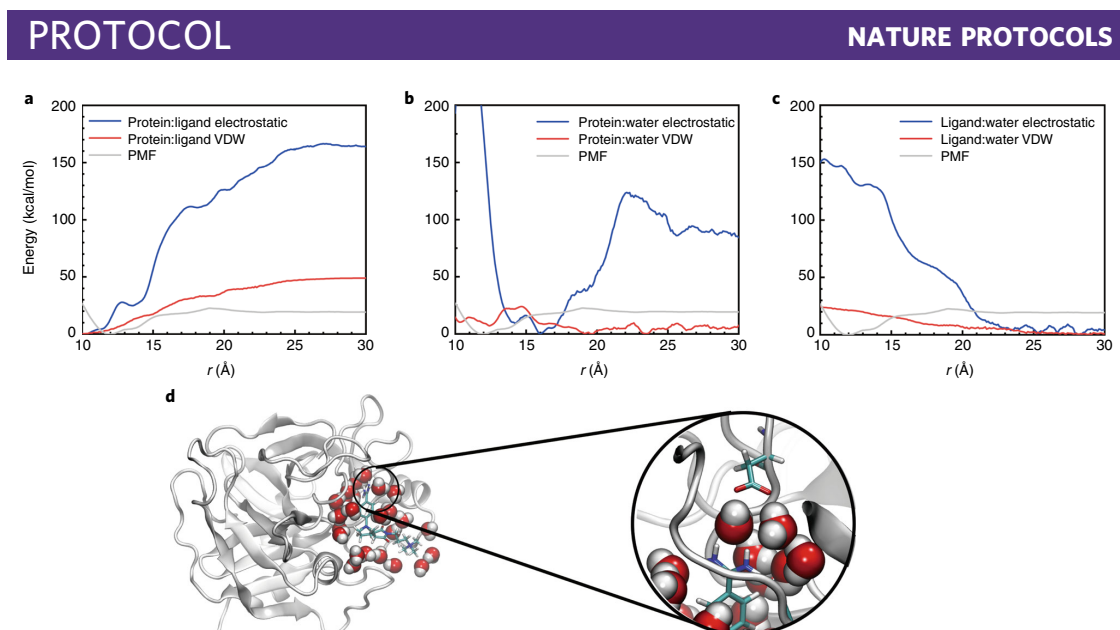 PROTOCOL
NATURE PROTOCOLS
a
200
150
100
50
0
Energy (kcal/mol)
Protein:ligand electrostatic
Protein:ligand VDW
PMF
10 15 20 25 30
r (Å)
b
200
150
100
50
0
Protein:water electrostatic
Protein:water VDW
PMF
10 15 20 25 30
r (Å)
c
200
150
100
50
0
Ligand:water electrostatic
Ligand:water VDW
PMF
10 15 20 25 30
r (Å)
d